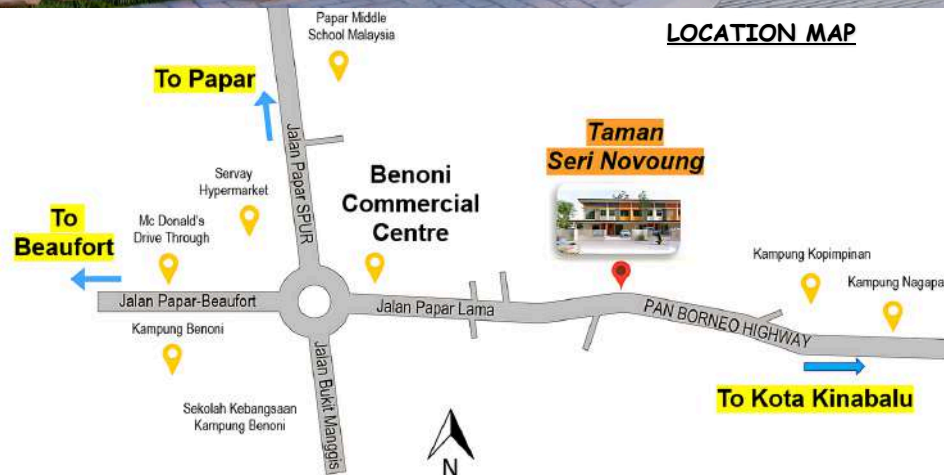 LOCATION MAP
Papar Middle
School Malaysia
To Papar
Jalan Papar SPUR
Taman
Seri Novoung
Servay
Hypermarket
Benoni
Commercial
Centre
To
Beaufort
Mc Donald's
Drive Through
Kampung Kopimpinan
Kampung Nagapa
Jalan Papar-Beaufort
Jalan Papar Lama
PAN BORNEO HIGHWAY
Kampung Benoni
Jalan Bukit Manggis
To Kota Kinabalu
Sekolah Kebangsaan
Kampung Benoni
N